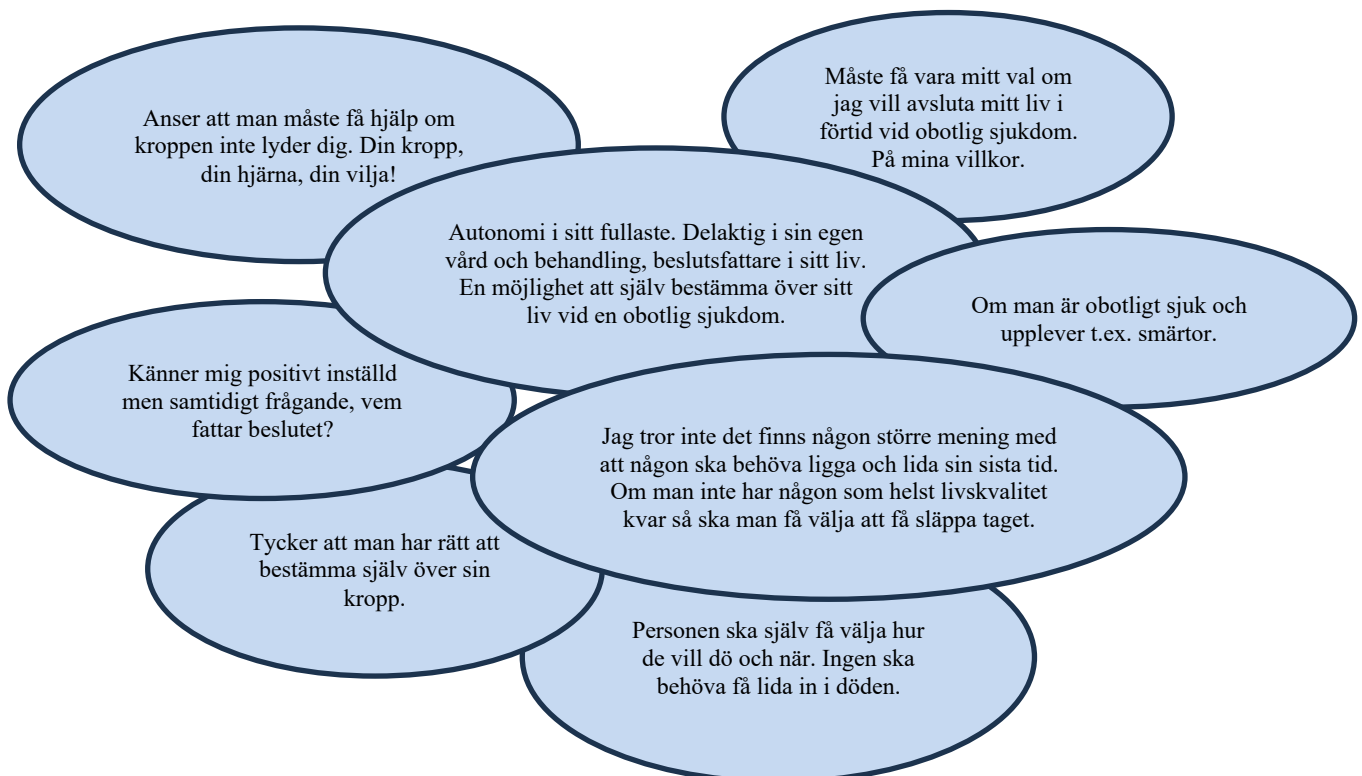 Anser att man måste få hjälp om
kroppen inte lyder dig. Din kropp,
din hjärna, din vilja!
Måste få vara mitt val om
jag vill avsluta mitt liv i
förtid vid obotlig sjukdom.
På mina villkor.
Autonomi i sitt fullaste. Delaktig i sin egen
vård och behandling, beslutsfattare i sitt liv.
En möjlighet att själv bestämma över sitt
liv vid en obotlig sjukdom.
Om man är obotligt sjuk och
upplever t.ex. smärtor.
Känner mig positivt inställd
men samtidigt frågande, vem
fattar beslutet?
Jag tror inte det finns någon större mening med
att någon ska behöva ligga och lida sin sista tid.
Om man inte har någon som helst livskvalitet
kvar så ska man få välja att få släppa taget.
Tycker att man har rätt att
bestämma själv över sin
kropp.
Personen ska själv få välja hur
de vill dö och när. Ingen ska
behöva få lida in i döden.